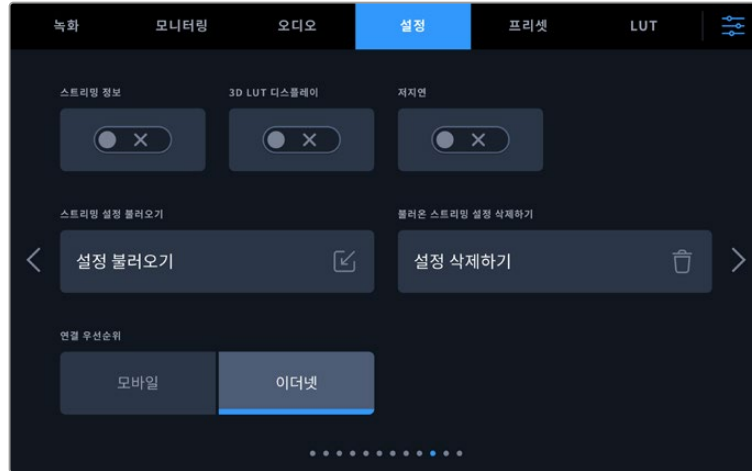 녹화 모니터링 오디오 설정 프리셋 LUT
스트리밍 정보 3D LUT 디스플레이 저지연
스트리밍 설정 불러오기 불러온 스트리밍 설정 삭제하기
설정 불러오기 설정 삭제하기
연결 우선순위
모바일 이더넷